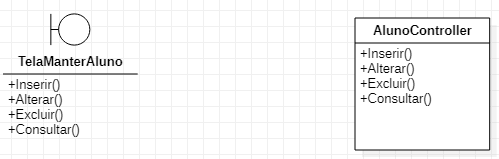 TelaManterAluno
+Inserir()
+Alterar()
+Excluir()
+Consultar()
AlunoController
+Inserir()
+Alterar()
+Excluir()
+Consultar()